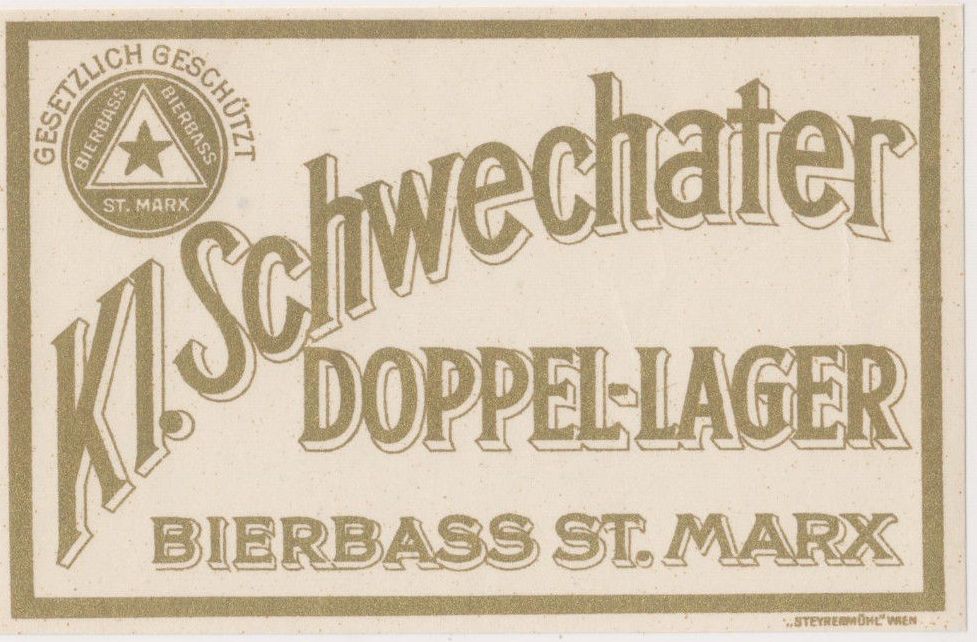 GESETZLICH GESCHÜTZT
BIERBASS BIERBASS
ST. MARX
Kl. Schwechater
DOPPEL-LAGER
BIERBASS ST. MARX
„STEYRERMÜHL" WIEN